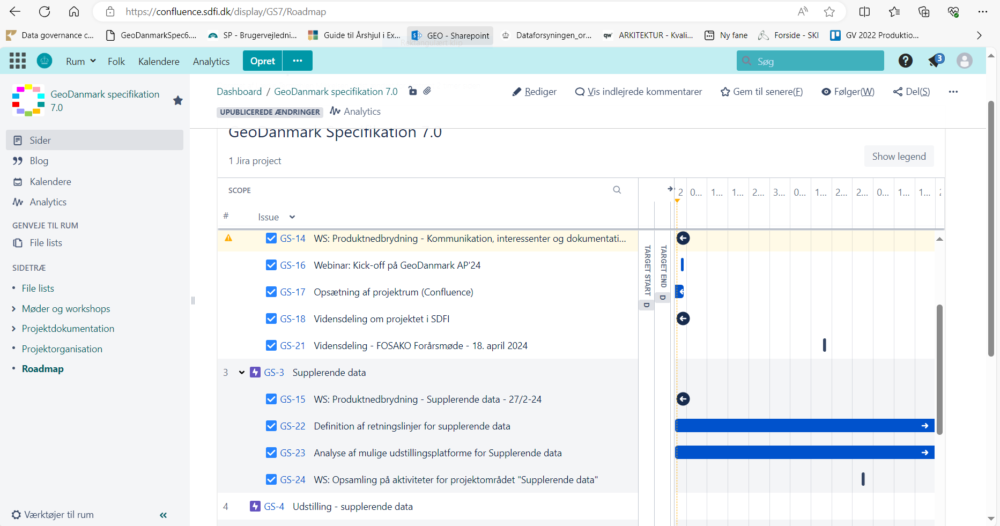 https://confluence.sdfi.dk/display/GS7/Roadmap
Data governance c... GeoDanmarkSpec6.... SP - Brugervejledni... Guide til Årshjul i Ex... GEO - Sharepoint Dataforsyningen_or... qw ARKITEKTUR - Kvali... Ny fane Forside - SKI GV 2022 Produktio...
Rektangulært klip
Rum Folk Kalendere Analytics Opret ... Søg 3
GeoDanmark specifikation
7.0
Dashboard / GeoDanmark specifikation 7.0 Rediger Vis indlejrede kommentarer Gem til senere(F) Følger(W) Del(S) ...
UPUBLICEREDE ÆNDRINGER Analytics
Sider
Blog
Kalendere
Analytics
GENVEJE TIL RUM
File lists
SIDETRÆ
File lists
Møder og workshops
Projektdokumentation
Projektorganisation
Roadmap
Værktøjer til rum
GeoDanmark Specifikation 7.0
1 Jira project
Show legend
SCOPE
2 0... 1... 1... 2... 3... 0... 1... 2... 2... 0... 1... 1...
# Issue
TARGET START D
TARGET END D
GS-14 WS: Produktnedbrydning - Kommunikation, interessenter og dokumentati...
GS-16 Webinar: Kick-off på GeoDanmark AP'24
GS-17 Opsætning af projektrum (Confluence)
GS-18 Vidensdeling om projektet i SDFI
GS-21 Vidensdeling - FOSAKO Forårsmøde - 18. april 2024
3 GS-3 Supplerende data
GS-15 WS: Produktnedbrydning - Supplerende data - 27/2-24
GS-22 Definition af retningslinjer for supplerende data
GS-23 Analyse af mulige udstillingsplatforme for Supplerende data
GS-24 WS: Opsamling på aktiviteter for projektområdet "Supplerende data"
4 GS-4 Udstilling - supplerende data